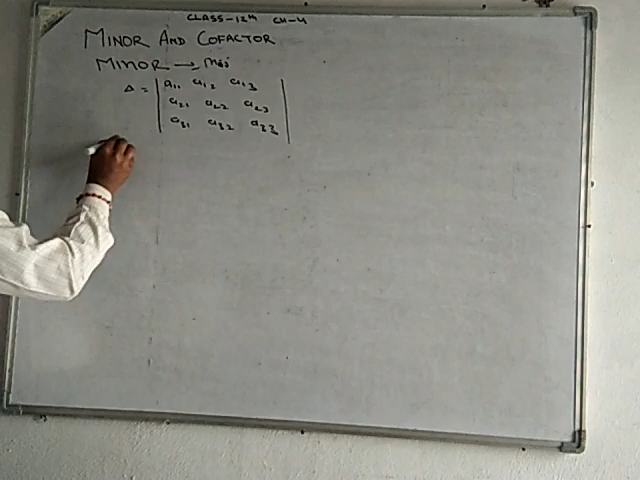 CLASS-12th CH-4
MINOR AND COFACTOR
MINOR → Mij
Δ = | a11 a12 a13 |
| a21 a22 a23 |
| a31 a32 a33 |